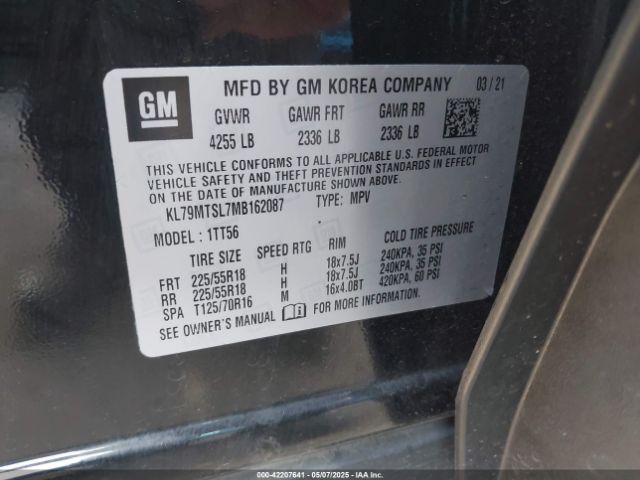 GM
MFD BY GM KOREA COMPANY 03 / 21
GVWR GAWR FRT GAWR RR
4255 LB 2336 LB 2336 LB
THIS VEHICLE CONFORMS TO ALL APPLICABLE U.S. FEDERAL MOTOR
VEHICLE SAFETY AND THEFT PREVENTION STANDARDS IN EFFECT
ON THE DATE OF MANUFACTURE SHOWN ABOVE.
KL79MTSL7MB162087 TYPE: MPV
MODEL: 1TT56
TIRE SIZE SPEED RTG RIM COLD TIRE PRESSURE
FRT 225/55R18 H 18x7.5J 240KPA, 35 PSI
RR 225/55R18 H 18x7.5J 240KPA, 35 PSI
SPA T125/70R16 M 16x4.0BT 420KPA, 60 PSI
SEE OWNER'S MANUAL FOR MORE INFORMATION.
000-42207641 - 05/07/2025 - IAA Inc.